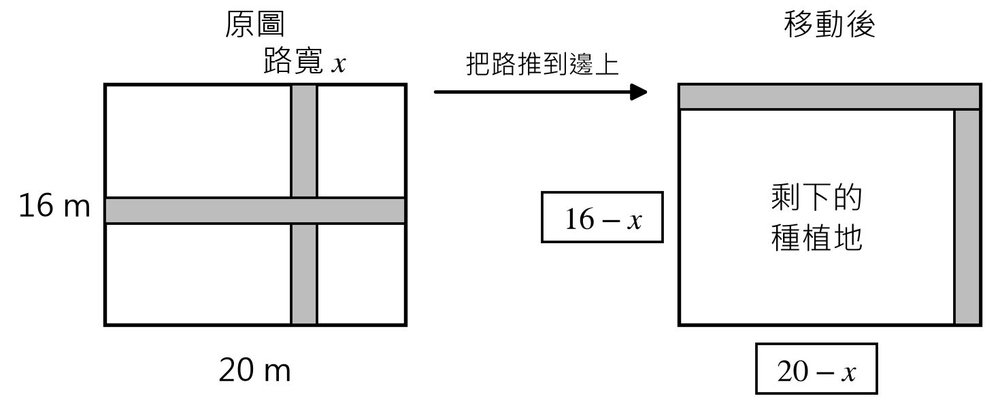 原圖
路寬 x
16 m
20 m
把路推到邊上
移動後
16 − x
剩下的
種植地
20 − x